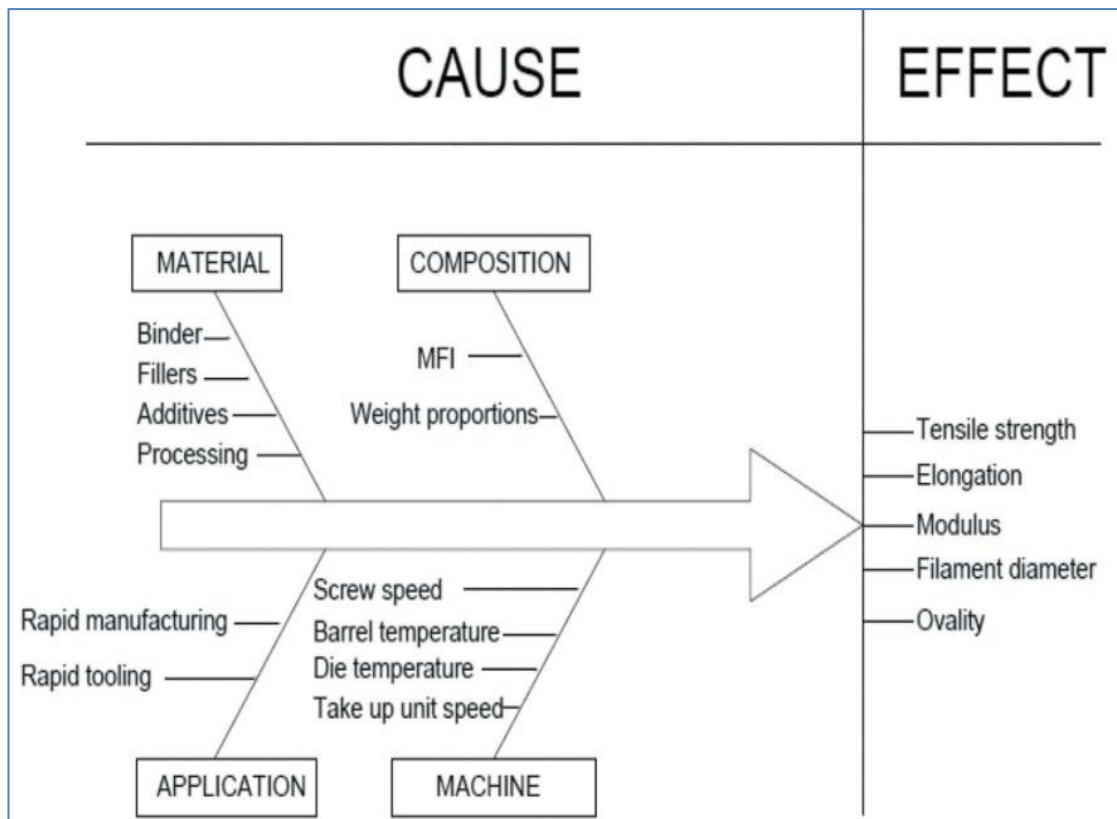 CAUSE
EFFECT
MATERIAL
Binder
Fillers
Additives
Processing
COMPOSITION
MFI
Weight proportions
Rapid manufacturing
Rapid tooling
APPLICATION
Screw speed
Barrel temperature
Die temperature
Take up unit speed
MACHINE
Tensile strength
Elongation
Modulus
Filament diameter
Ovality